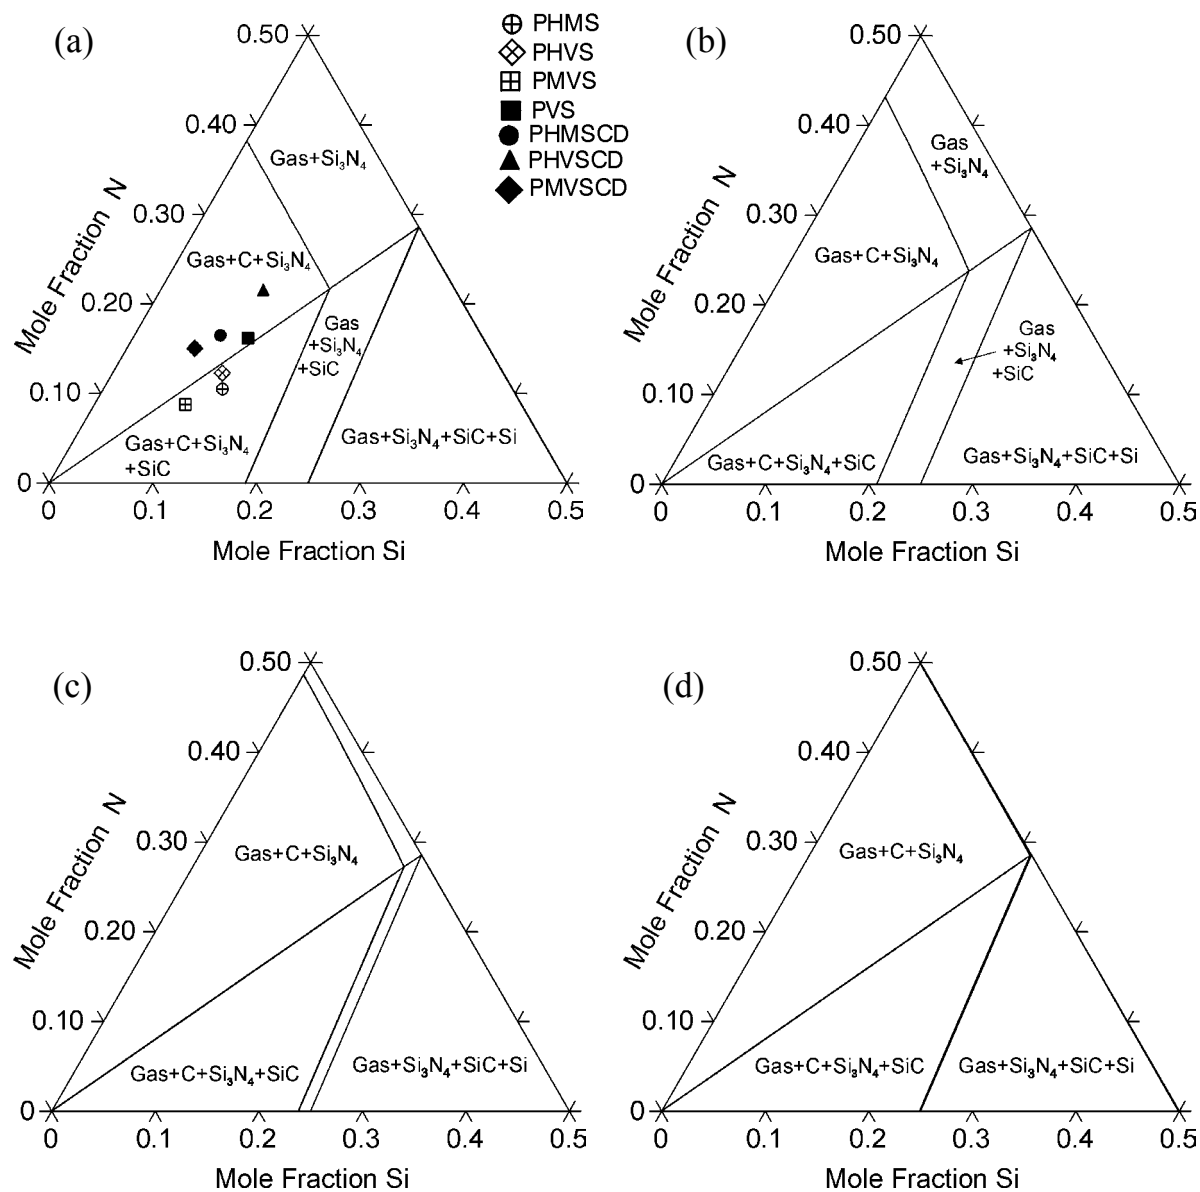 (a)
0.50
0.40
0.30
0.20
0.10
0
Mole Fraction N
Gas+Si₃N₄
Gas+C+Si₃N₄
Gas
+Si₃N₄
+SiC
Gas+C+Si₃N₄
+SiC
Gas+Si₃N₄+SiC+Si
0 0.1 0.2 0.3 0.4 0.5
Mole Fraction Si
PHMS
PHVS
PMVS
PVS
PHMSCD
PHVSCD
PMVSCD
(b)
0.50
0.40
0.30
0.20
0.10
0
Mole Fraction N
Gas
+Si₃N₄
Gas+C+Si₃N₄
Gas
+Si₃N₄
+SiC
Gas+C+Si₃N₄+SiC
Gas+Si₃N₄+SiC+Si
0 0.1 0.2 0.3 0.4 0.5
Mole Fraction Si
(c)
0.50
0.40
0.30
0.20
0.10
0
Mole Fraction N
Gas+C+Si₃N₄
Gas+C+Si₃N₄+SiC
Gas+Si₃N₄+SiC+Si
0 0.1 0.2 0.3 0.4 0.5
Mole Fraction Si
(d)
0.50
0.40
0.30
0.20
0.10
0
Mole Fraction N
Gas+C+Si₃N₄
Gas+C+Si₃N₄+SiC
Gas+Si₃N₄+SiC+Si
0 0.1 0.2 0.3 0.4 0.5
Mole Fraction Si